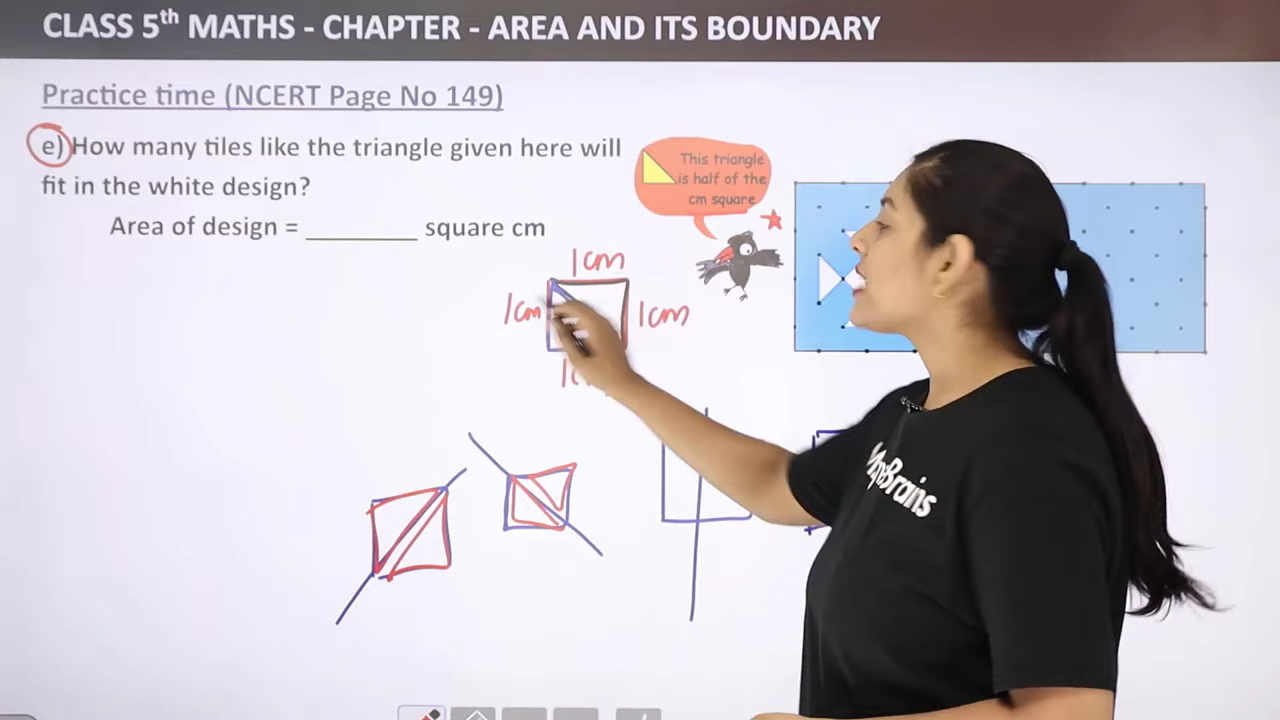 CLASS 5th MATHS - CHAPTER - AREA AND ITS BOUNDARY
Practice time (NCERT Page No 149)
e) How many tiles like the triangle given here will
fit in the white design?
Area of design = ________ square cm
This triangle
is half of the
cm square
1cm
1cm
1cm